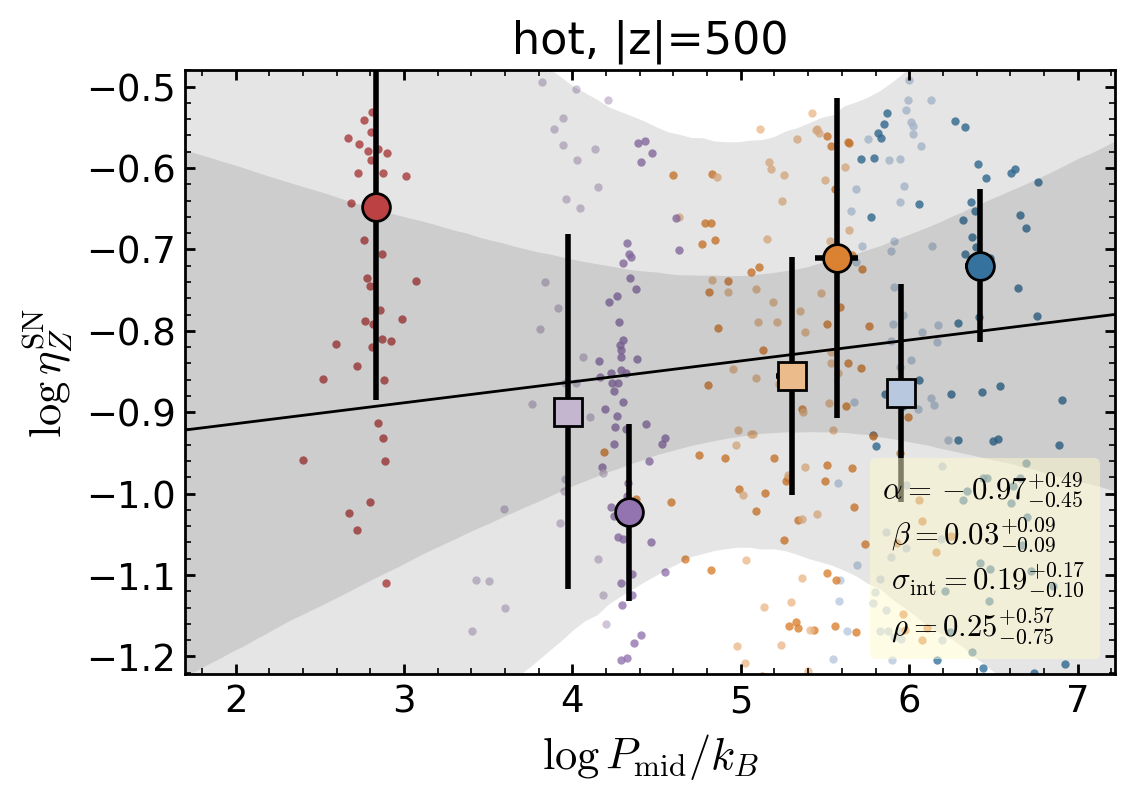 hot, |z|=500
−0.5
−0.6
−0.7
−0.8
−0.9
−1.0
−1.1
−1.2
log η_Z^SN
α = −0.97^{+0.49}_{−0.45}
β = 0.03^{+0.09}_{−0.09}
σ_int = 0.19^{+0.17}_{−0.10}
ρ = 0.25^{+0.57}_{−0.75}
2 3 4 5 6 7
log P_mid/k_B